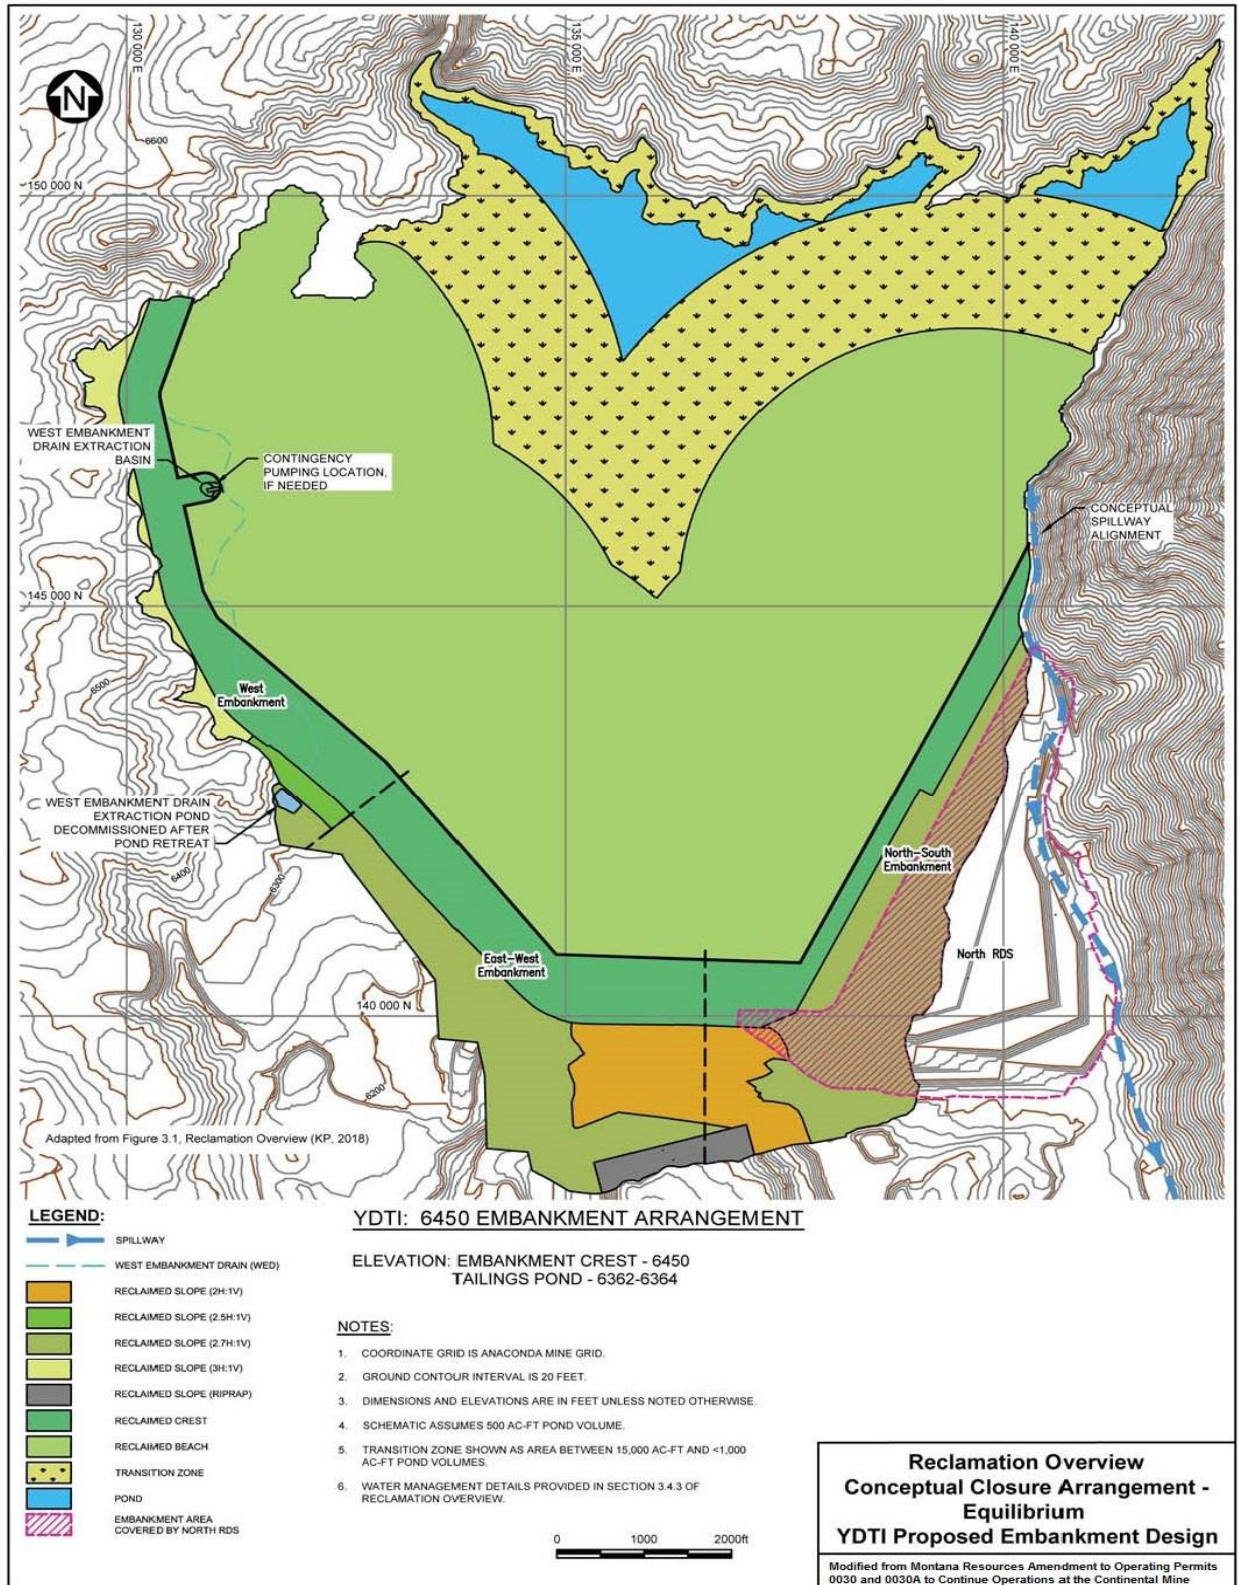 130 000 E
135 000 E
140 000 E
N
6600
150 000 N
WEST EMBANKMENT
DRAIN EXTRACTION
BASIN
CONTINGENCY
PUMPING LOCATION,
IF NEEDED
CONCEPTUAL
SPILLWAY
ALIGNMENT
145 000 N
6500
West
Embankment
WEST EMBANKMENT DRAIN
EXTRACTION POND
DECOMMISSIONED AFTER
POND RETREAT
6400
6300
North-South
Embankment
East-West
Embankment
North RDS
140 000 N
6200
Adapted from Figure 3.1, Reclamation Overview (KP, 2018)
LEGEND:
SPILLWAY
WEST EMBANKMENT DRAIN (WED)
RECLAIMED SLOPE (2H:1V)
RECLAIMED SLOPE (2.5H:1V)
RECLAIMED SLOPE (2.7H:1V)
RECLAIMED SLOPE (3H:1V)
RECLAIMED SLOPE (RIPRAP)
RECLAIMED CREST
RECLAIMED BEACH
TRANSITION ZONE
POND
EMBANKMENT AREA
COVERED BY NORTH RDS
YDTI: 6450 EMBANKMENT ARRANGEMENT
ELEVATION: EMBANKMENT CREST - 6450
TAILINGS POND - 6362-6364
NOTES:
1. COORDINATE GRID IS ANACONDA MINE GRID.
2. GROUND CONTOUR INTERVAL IS 20 FEET.
3. DIMENSIONS AND ELEVATIONS ARE IN FEET UNLESS NOTED OTHERWISE.
4. SCHEMATIC ASSUMES 500 AC-FT POND VOLUME.
5. TRANSITION ZONE SHOWN AS AREA BETWEEN 15,000 AC-FT AND <1,000
AC-FT POND VOLUMES.
6. WATER MANAGEMENT DETAILS PROVIDED IN SECTION 3.4.3 OF
RECLAMATION OVERVIEW.
0 1000 2000ft
Reclamation Overview
Conceptual Closure Arrangement -
Equilibrium
YDTI Proposed Embankment Design
Modified from Montana Resources Amendment to Operating Permits
0030 and 0030A to Continue Operations at the Continental Mine